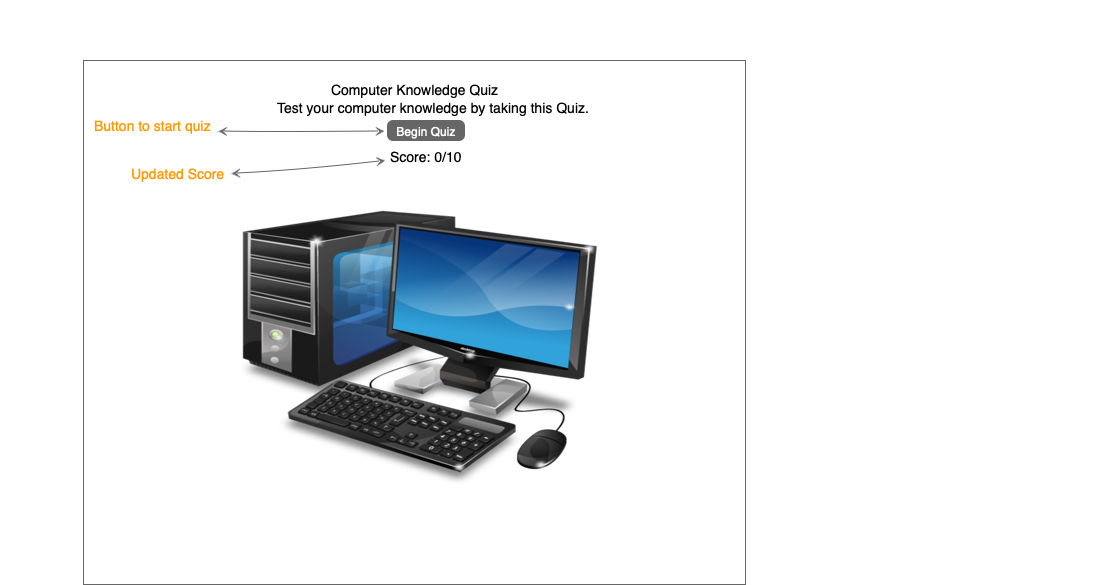 Computer Knowledge Quiz
Test your computer knowledge by taking this Quiz.
Button to start quiz
Begin Quiz
Score: 0/10
Updated Score